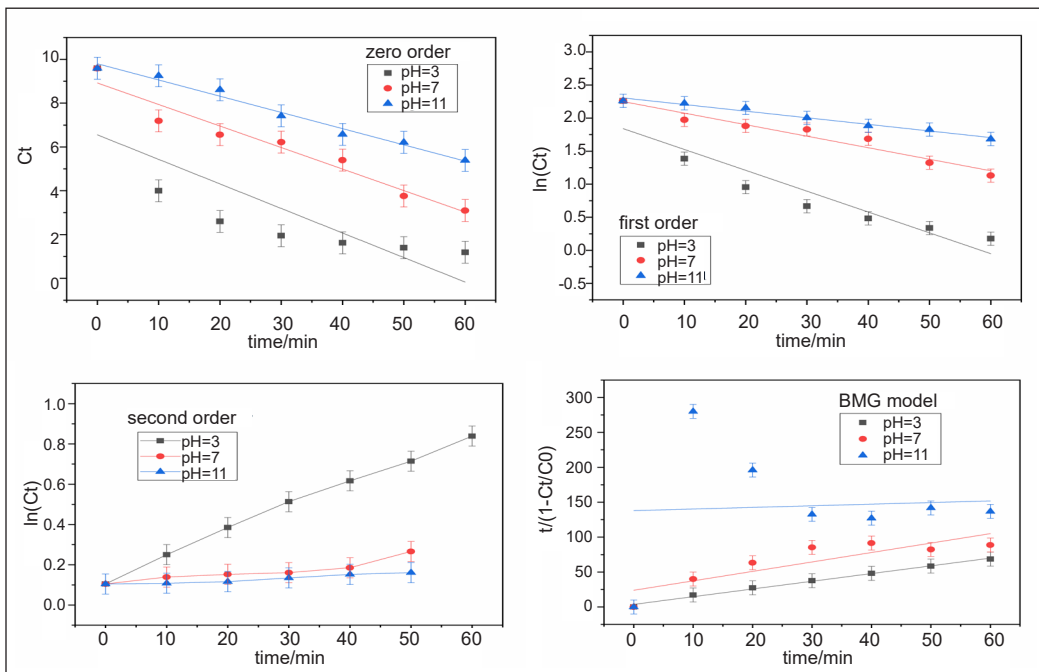 zero order
pH=3
pH=7
pH=11
10
8
6
4
2
0
Ct
0 10 20 30 40 50 60
time/min
3.0
2.5
2.0
1.5
1.0
0.5
0.0
-0.5
ln(Ct)
first order
pH=3
pH=7
pH=11
0 10 20 30 40 50 60
time/min
second order
pH=3
pH=7
pH=11
1.0
0.8
0.6
0.4
0.2
0.0
ln(Ct)
0 10 20 30 40 50 60
time/min
BMG model
pH=3
pH=7
pH=11
300
250
200
150
100
50
0
t/(1-Ct/C0)
0 10 20 30 40 50 60
time/min